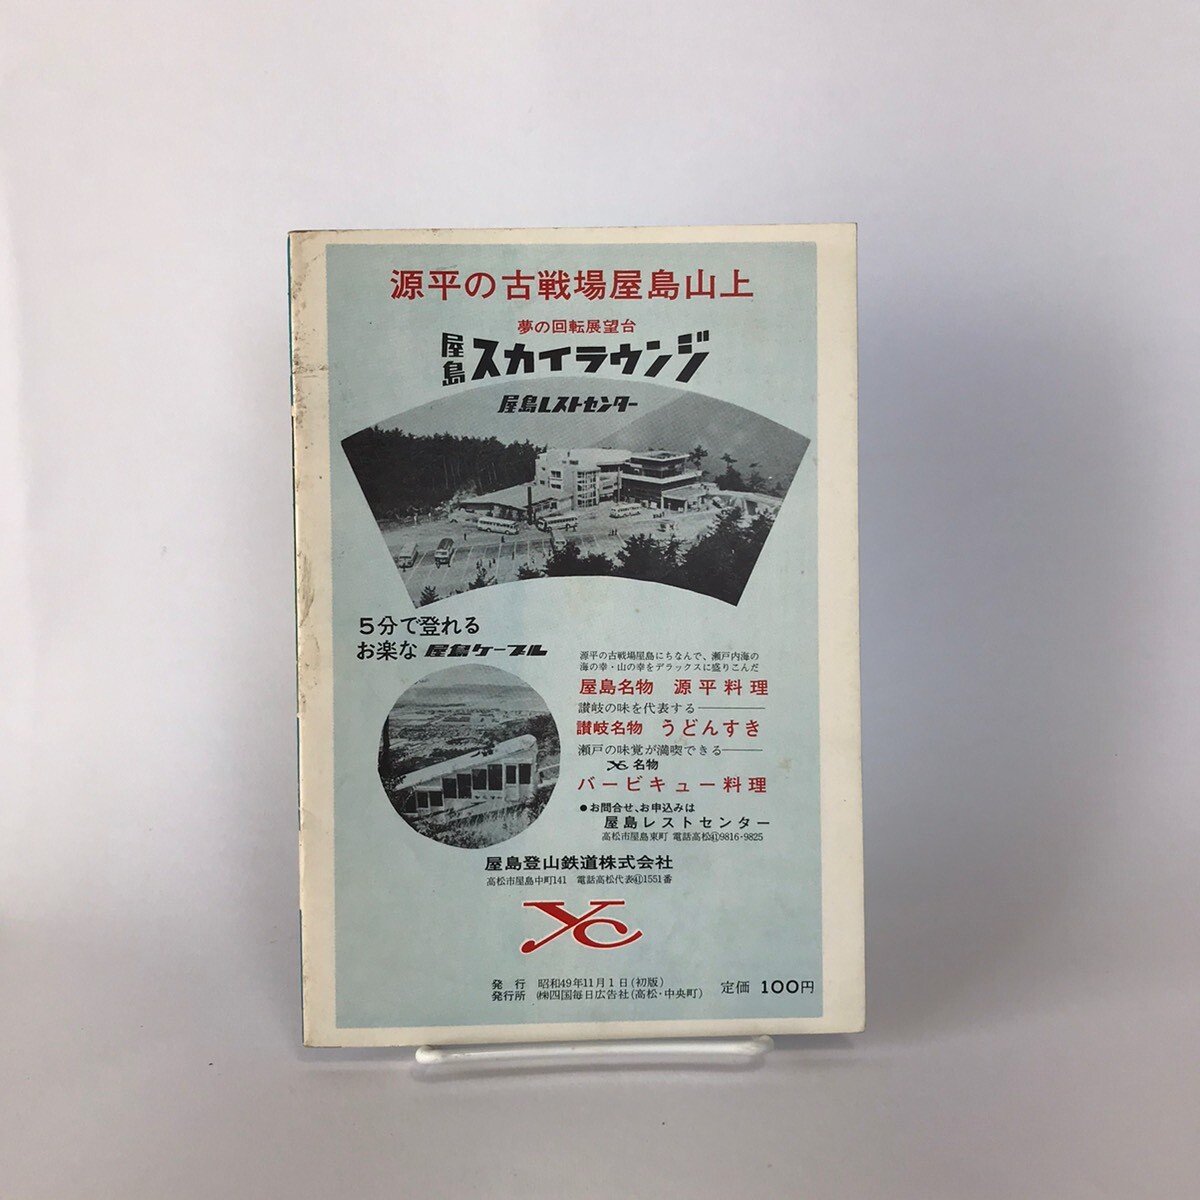 源平の古戦場屋島山上
夢の回転展望台
屋島スカイラウンジ
屋島レストセンター
5分で登れる
お楽な 屋島ケーブル
源平の古戦場屋島にちなんで、瀬戸内海の
海の幸・山の幸をデラックスに盛りこんだ
屋島名物 源平料理
讃岐の味を代表する――
讃岐名物 うどんすき
瀬戸の味覚が満喫できる――
YC名物
バービキュー料理
●お問合せ、お申込みは
屋島レストセンター
高松市屋島東町 電話高松㊶9816・9825
屋島登山鉄道株式会社
高松市屋島中町141 電話高松代表㊶1551番
YC
発行 昭和49年11月1日(初版)
発行所 ㈱四国毎日広告社(高松・中央町)
定価 100円